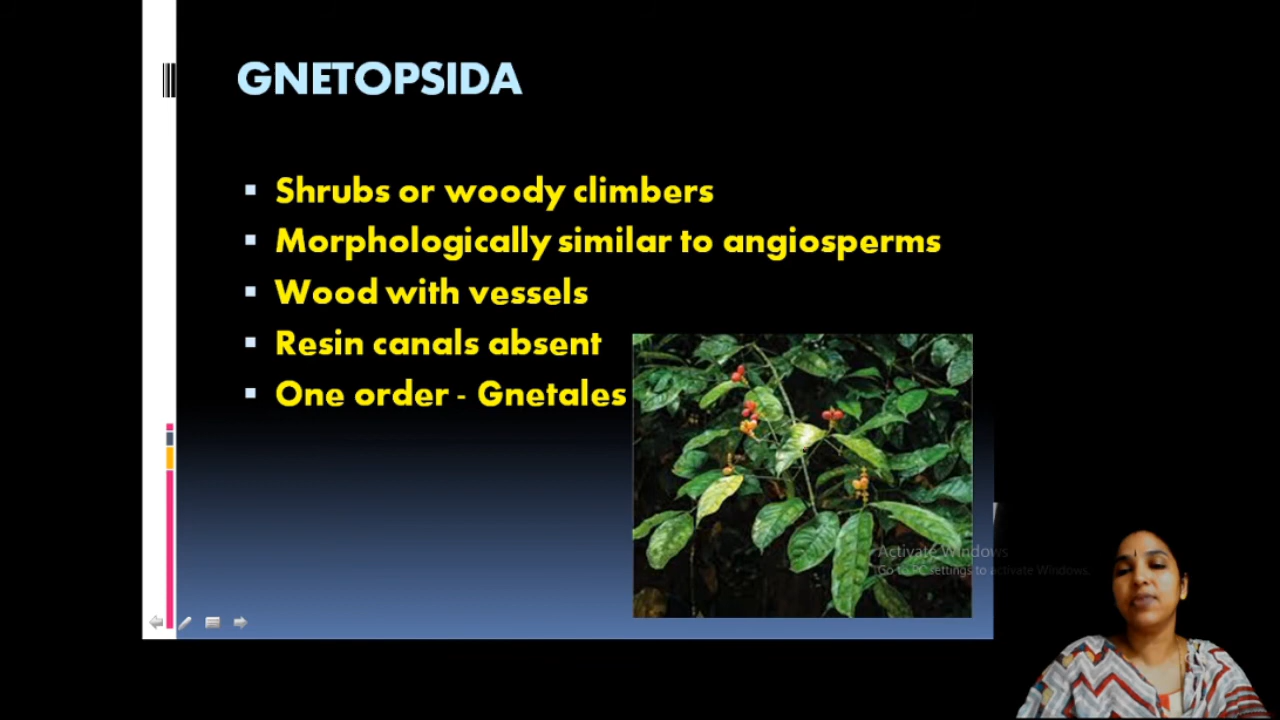 GNETOPSIDA
Shrubs or woody climbers
Morphologically similar to angiosperms
Wood with vessels
Resin canals absent
One order - Gnetales
Activate Windows
Go to PC settings to activate Windows.